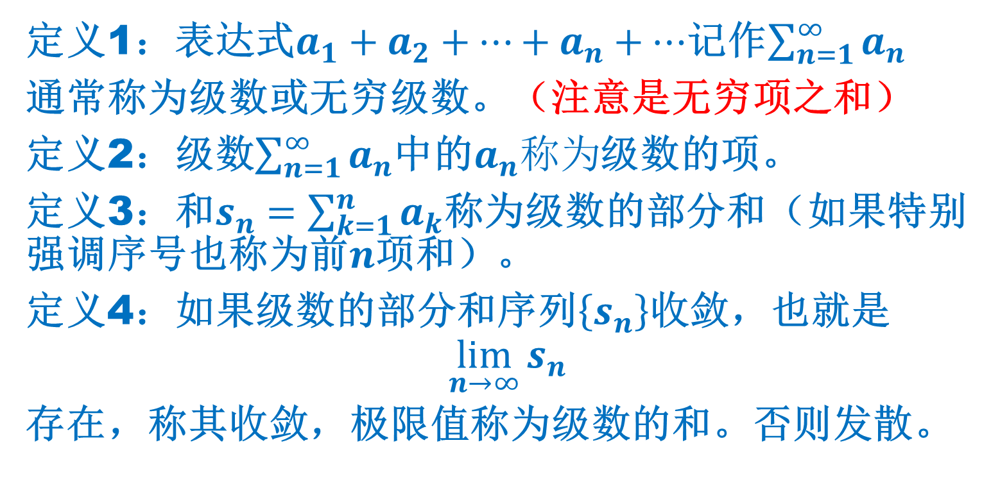 定义1：表达式$a_1 + a_2 + \cdots + a_n + \cdots$记作$\sum_{n=1}^{\infty} a_n$
通常称为级数或无穷级数。（注意是无穷项之和）
定义2：级数$\sum_{n=1}^{\infty} a_n$中的$a_n$称为级数的项。
定义3：和$s_n = \sum_{k=1}^{n} a_k$称为级数的部分和（如果特别
强调序号也称为前$n$项和）。
定义4：如果级数的部分和序列$\{s_n\}$收敛，也就是
$\lim_{n \to \infty} s_n$
存在，称其收敛，极限值称为级数的和。否则发散。